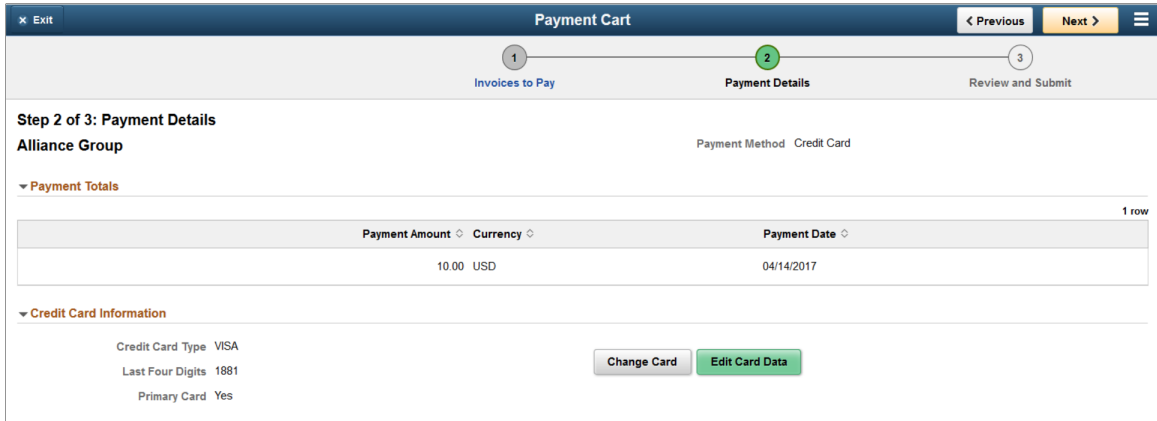 × Exit
Payment Cart
< Previous
Next >
1
2
3
Invoices to Pay
Payment Details
Review and Submit
Step 2 of 3: Payment Details
Alliance Group
Payment Method Credit Card
Payment Totals
1 row
Payment Amount Currency Payment Date
10.00 USD 04/14/2017
Credit Card Information
Credit Card Type VISA
Change Card
Edit Card Data
Last Four Digits 1881
Primary Card Yes